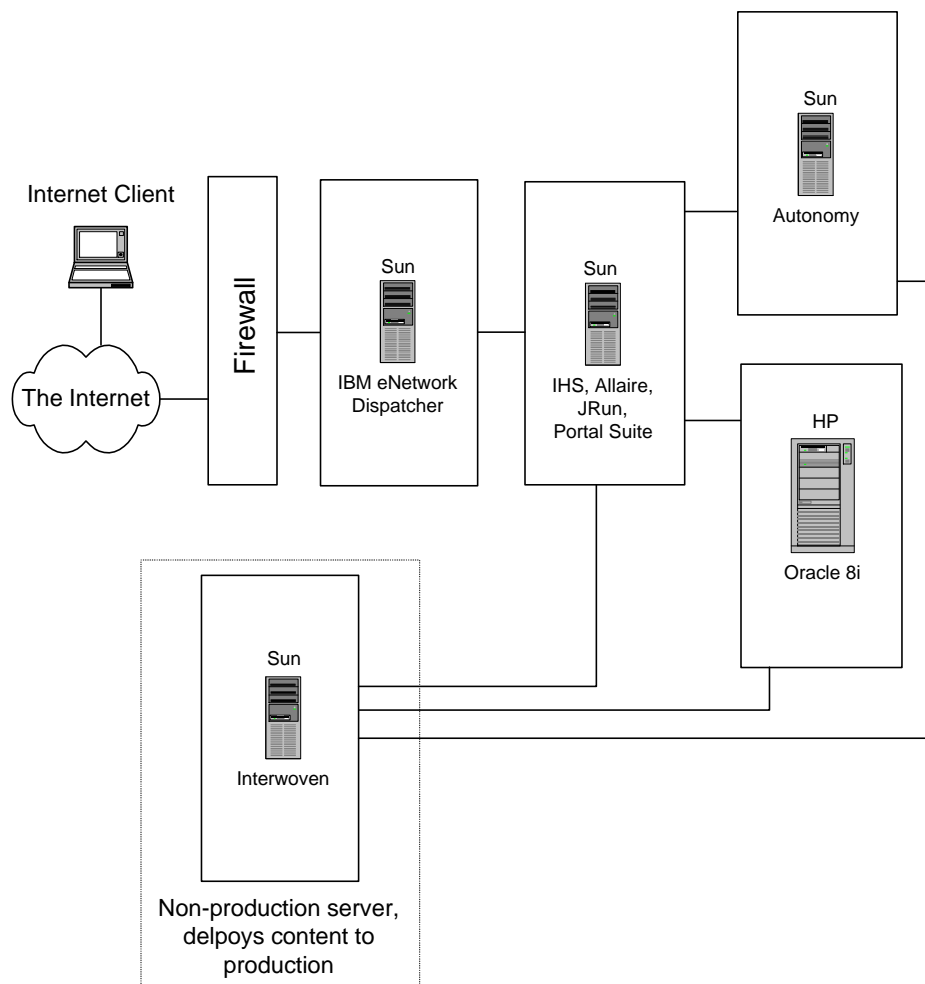 Sun
Autonomy
Internet Client
The Internet
Firewall
Sun
IBM eNetwork
Dispatcher
Sun
IHS, Allaire,
JRun,
Portal Suite
HP
Oracle 8i
Sun
Interwoven
Non-production server,
delpoys content to
production